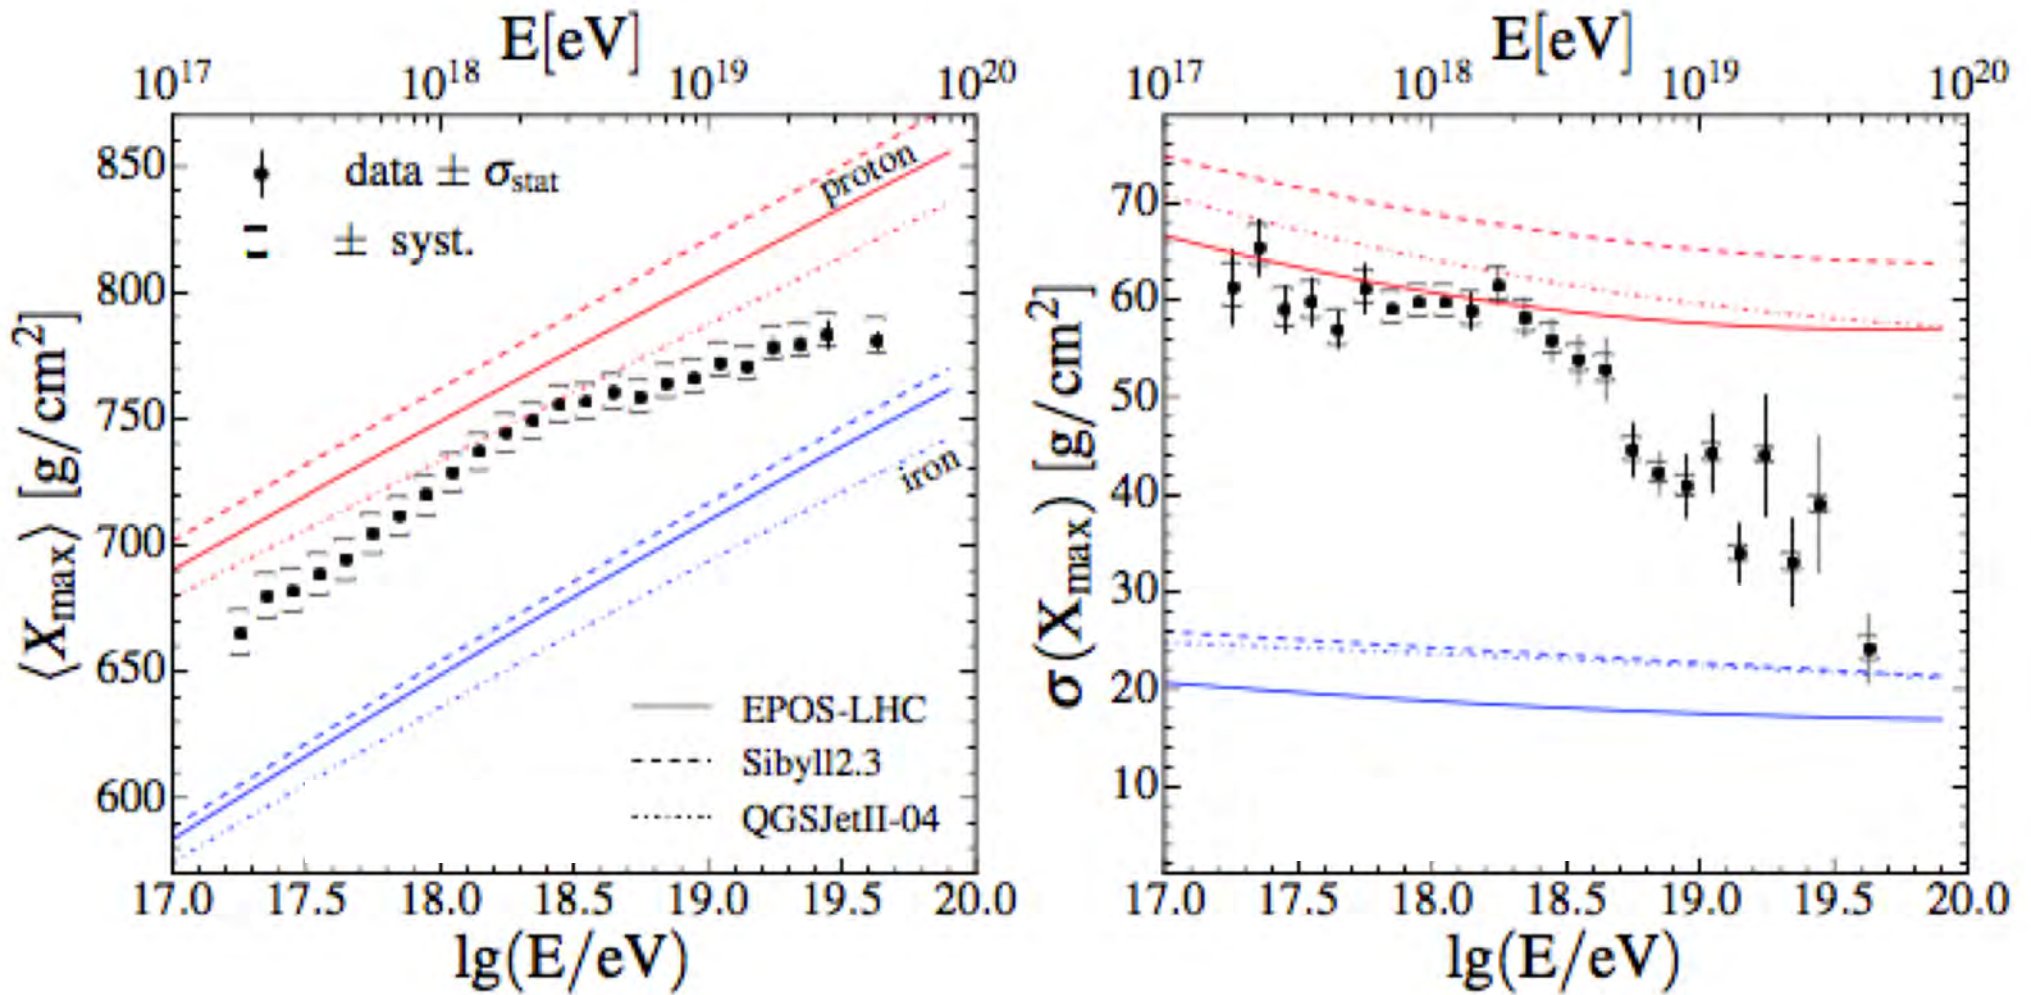 E[eV]
10^17 10^18 10^19 10^20
850
800
750
700
650
600
⟨X_max⟩ [g/cm^2]
data ± σ_stat
± syst.
proton
iron
EPOS-LHC
Sibyll2.3
QGSJetII-04
17.0 17.5 18.0 18.5 19.0 19.5 20.0
lg(E/eV)
E[eV]
10^17 10^18 10^19 10^20
70
60
50
40
30
20
10
σ(X_max) [g/cm^2]
17.0 17.5 18.0 18.5 19.0 19.5 20.0
lg(E/eV)